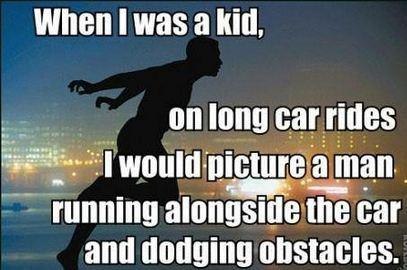 When I was a kid,
on long car rides
I would picture a man
running alongside the car
and dodging obstacles.